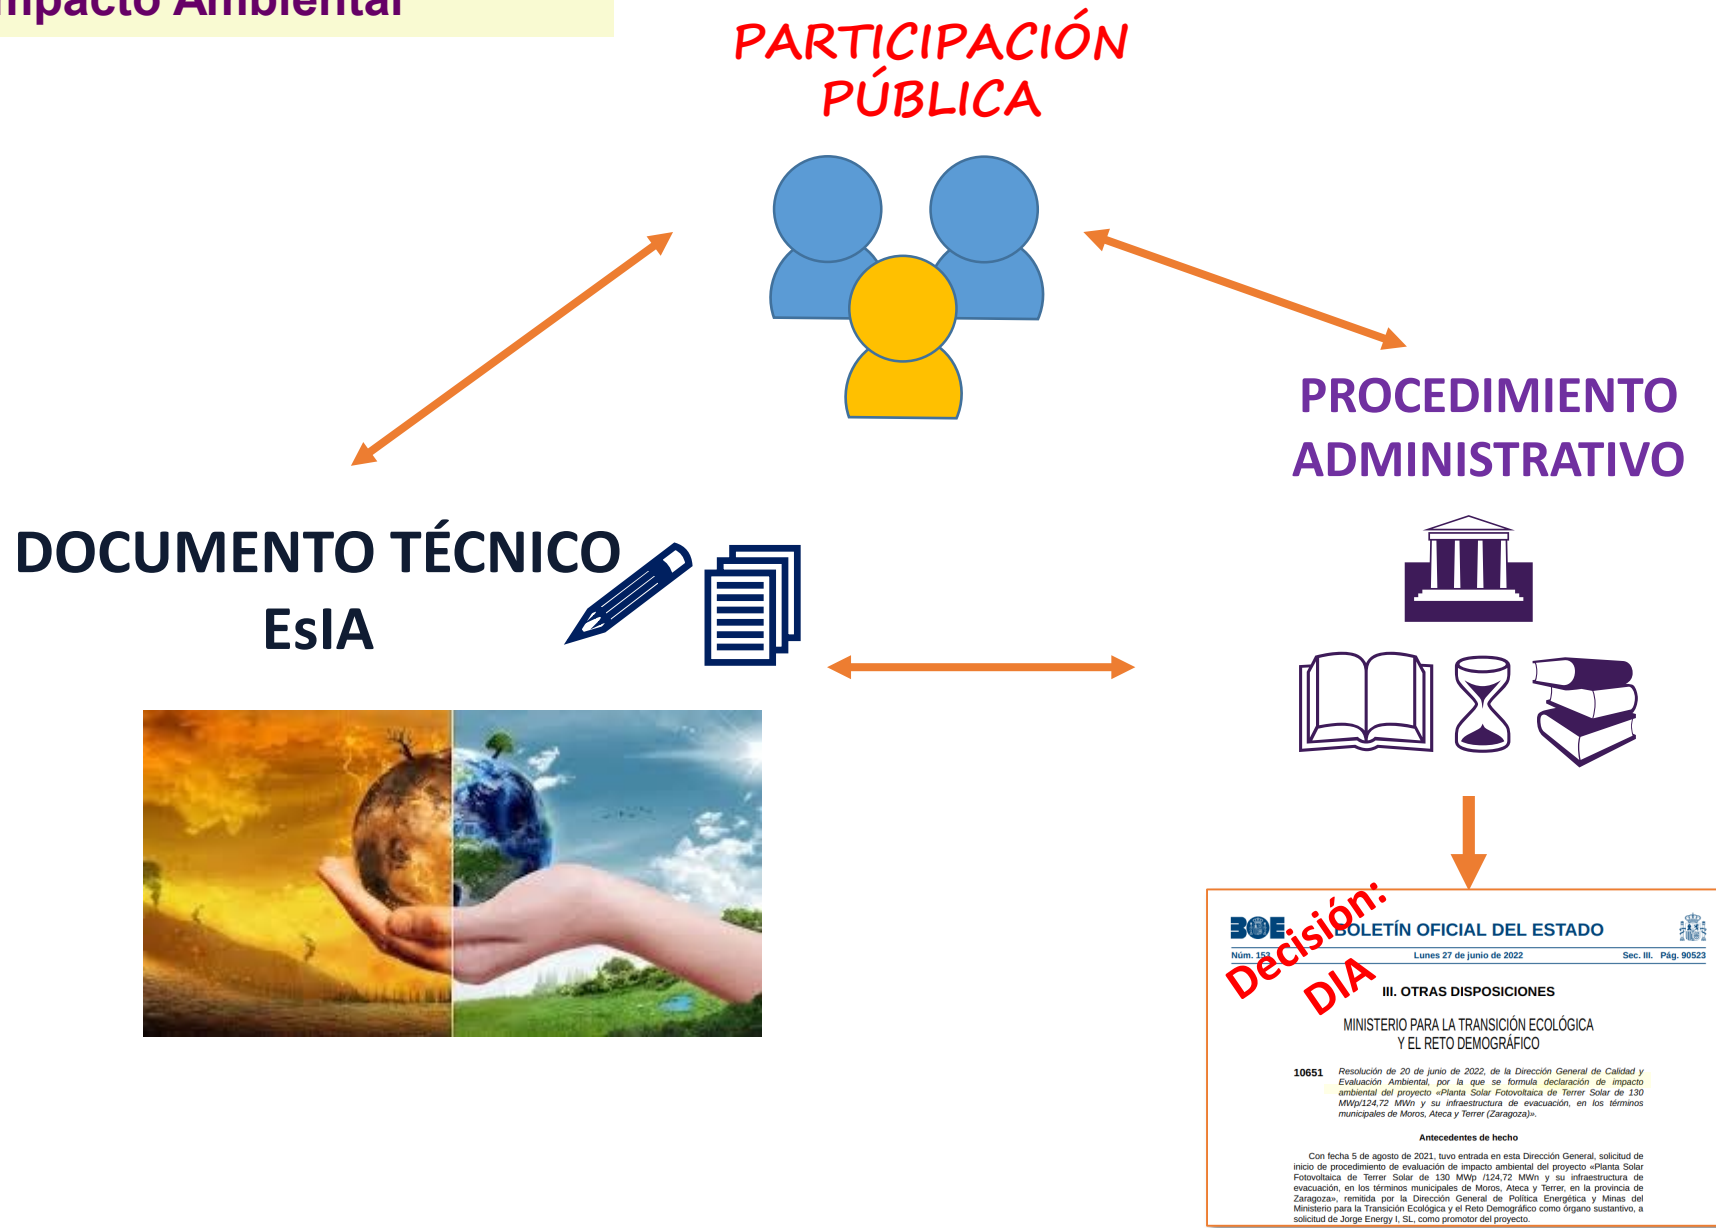 Impacto Ambiental
PARTICIPACIÓN
PÚBLICA
PROCEDIMIENTO
ADMINISTRATIVO
DOCUMENTO TÉCNICO
EsIA
Decisión:
DIA
BOE
BOLETÍN OFICIAL DEL ESTADO
Núm. 153
Lunes 27 de junio de 2022
Sec. III. Pág. 90523
III. OTRAS DISPOSICIONES
MINISTERIO PARA LA TRANSICIÓN ECOLÓGICA
Y EL RETO DEMOGRÁFICO
10651 Resolución de 20 de junio de 2022, de la Dirección General de Calidad y
Evaluación Ambiental, por la que se formula declaración de impacto
ambiental del proyecto «Planta Solar Fotovoltaica de Terrer Solar de 130
MWp/124,72 MWn y su infraestructura de evacuación, en los términos
municipales de Moros, Ateca y Terrer (Zaragoza)».
Antecedentes de hecho
Con fecha 5 de agosto de 2021, tuvo entrada en esta Dirección General, solicitud de
inicio de procedimiento de evaluación de impacto ambiental del proyecto «Planta Solar
Fotovoltaica de Terrer Solar de 130 MWp /124,72 MWn y su infraestructura de
evacuación, en los términos municipales de Moros, Ateca y Terrer, en la provincia de
Zaragoza», remitida por la Dirección General de Política Energética y Minas del
Ministerio para la Transición Ecológica y el Reto Demográfico como órgano sustantivo, a
solicitud de Jorge Energy I, SL, como promotor del proyecto.